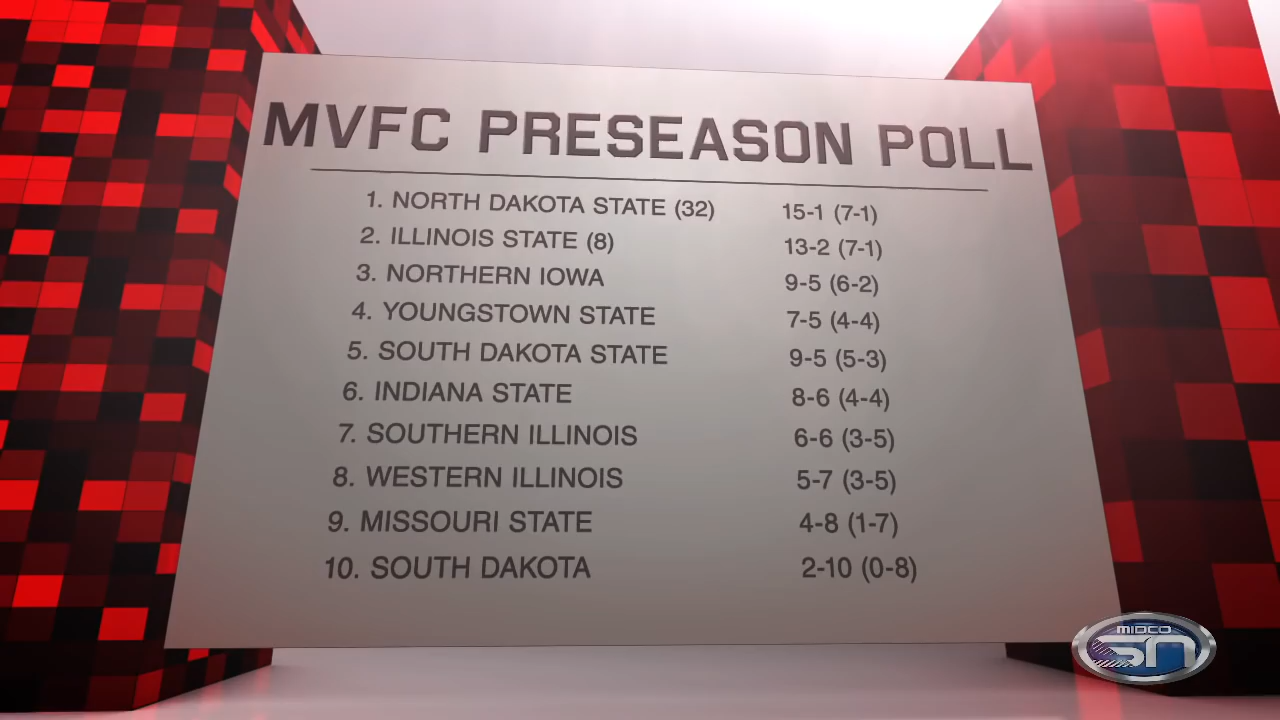 MVFC PRESEASON POLL
1. NORTH DAKOTA STATE (32) 15-1 (7-1)
2. ILLINOIS STATE (8) 13-2 (7-1)
3. NORTHERN IOWA 9-5 (6-2)
4. YOUNGSTOWN STATE 7-5 (4-4)
5. SOUTH DAKOTA STATE 9-5 (5-3)
6. INDIANA STATE 8-6 (4-4)
7. SOUTHERN ILLINOIS 6-6 (3-5)
8. WESTERN ILLINOIS 5-7 (3-5)
9. MISSOURI STATE 4-8 (1-7)
10. SOUTH DAKOTA 2-10 (0-8)
MIDCO
SN